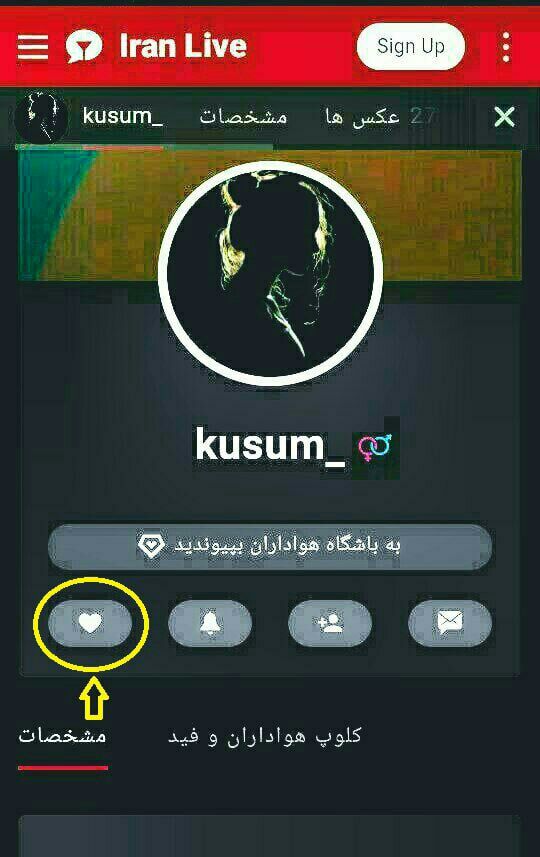 Iran Live
Sign Up
kusum_ مشخصات عکس ها 27
kusum_
به باشگاه هواداران بپیوندید
مشخصات کلوپ هواداران و فید